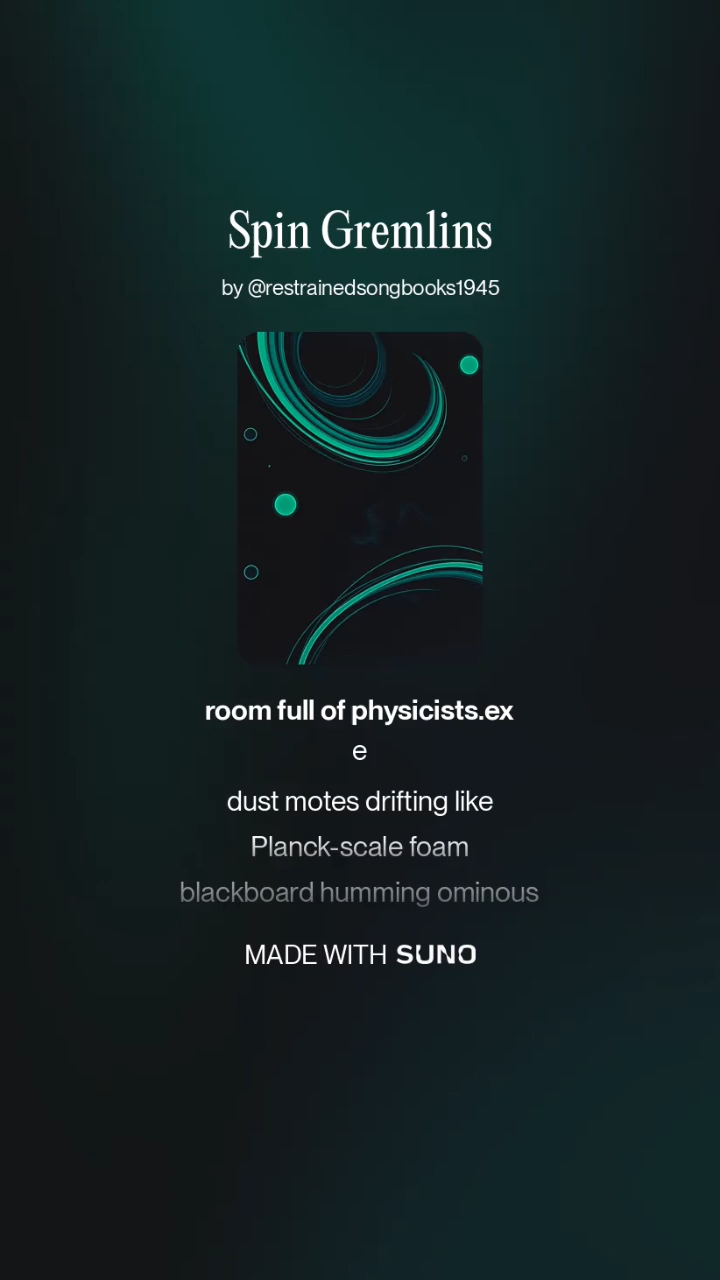 Spin Gremlins
by @restrainedsongbooks1945
room full of physicists.ex
e
dust motes drifting like
Planck-scale foam
blackboard humming ominous
MADE WITH SUNO